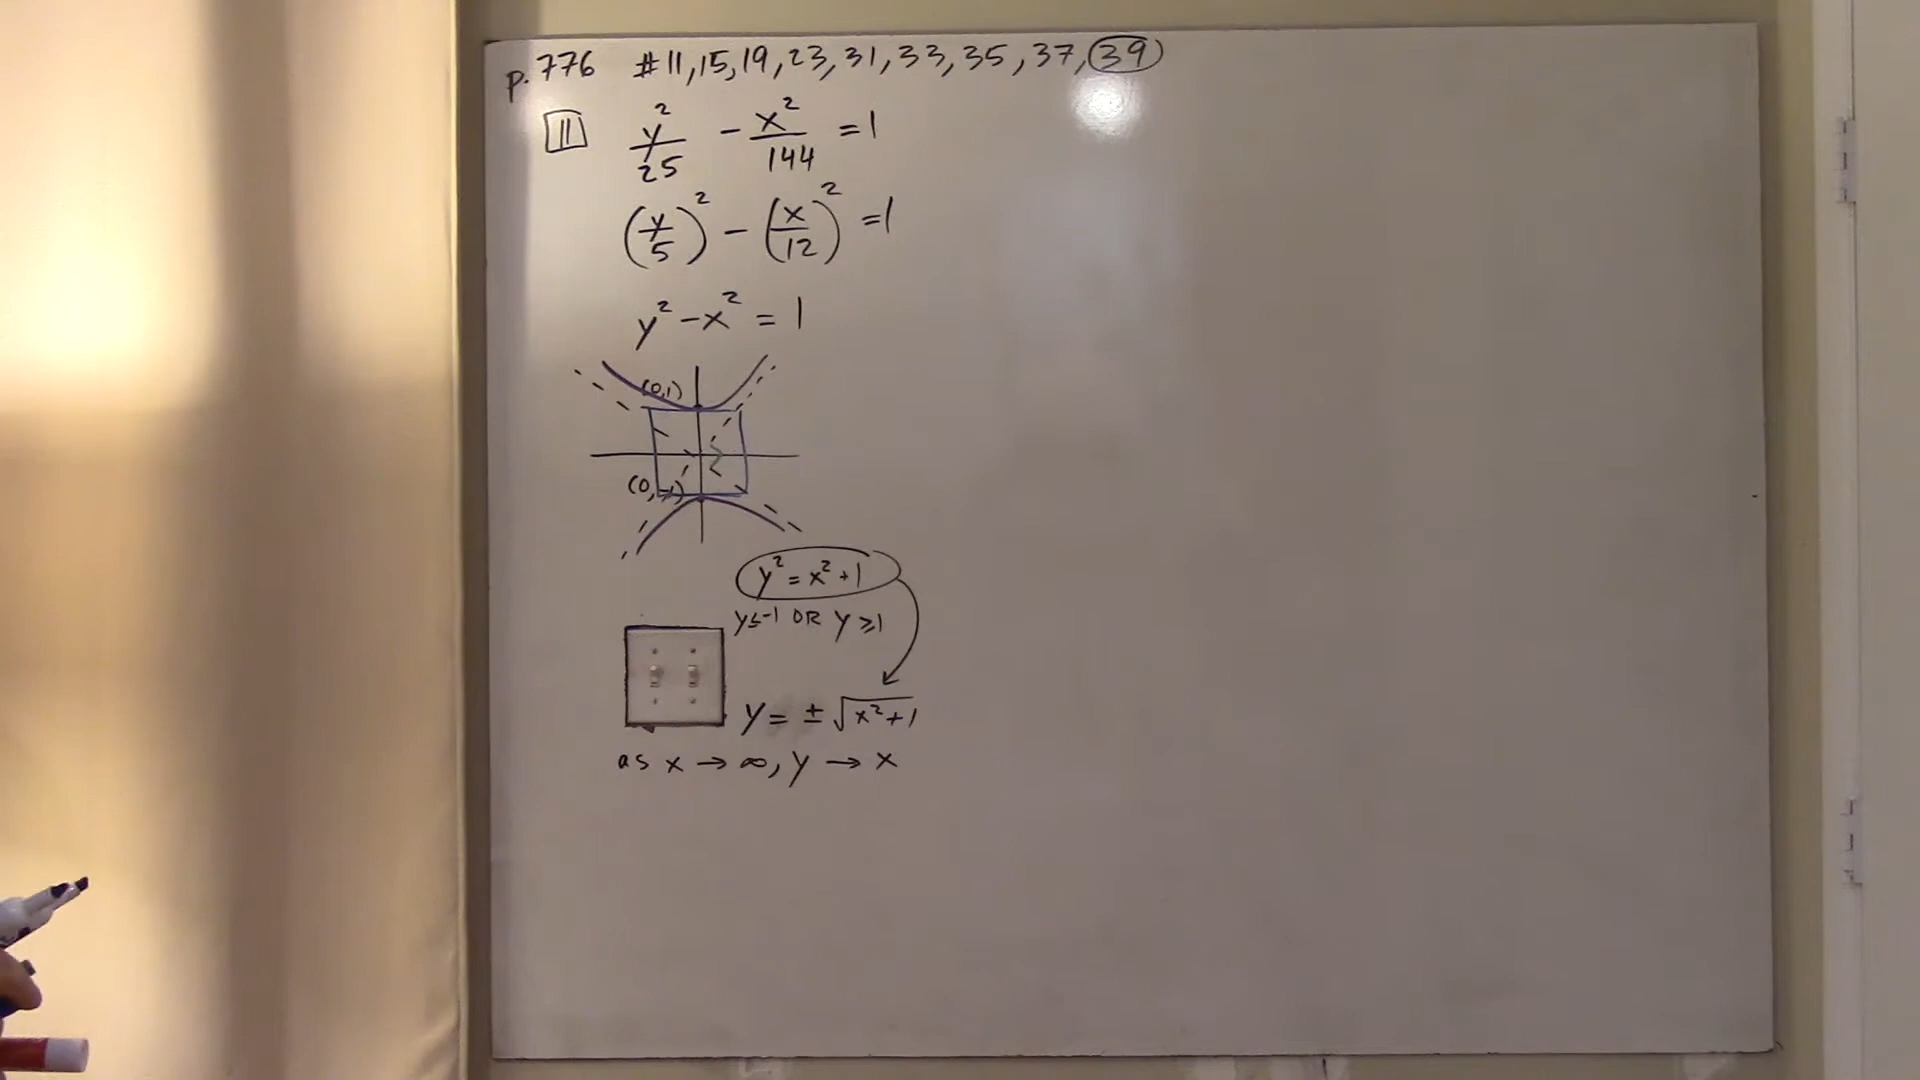 p. 776 #11, 15, 19, 23, 31, 33, 35, 37, 39
11 y²/25 - x²/144 = 1
(y/5)² - (x/12)² = 1
y² - x² = 1
(0,1)
(0,-1)
y² = x² + 1
y ≤ -1 OR y ≥ 1
y = ± √(x² + 1)
as x → ∞, y → x